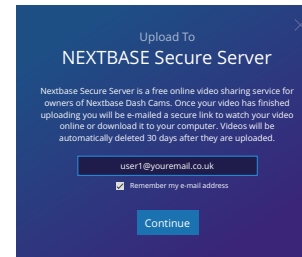 Upload To
NEXTBASE Secure Server
Nextbase Secure Server is a free online video sharing service for
owners of Nextbase Dash Cams. Once your video has finished
uploading you will be e-mailed a secure link to watch your video
online or download it to your computer. Videos will be
automatically deleted 30 days after they are uploaded.
user1@youremail.co.uk
Remember my e-mail address
Continue